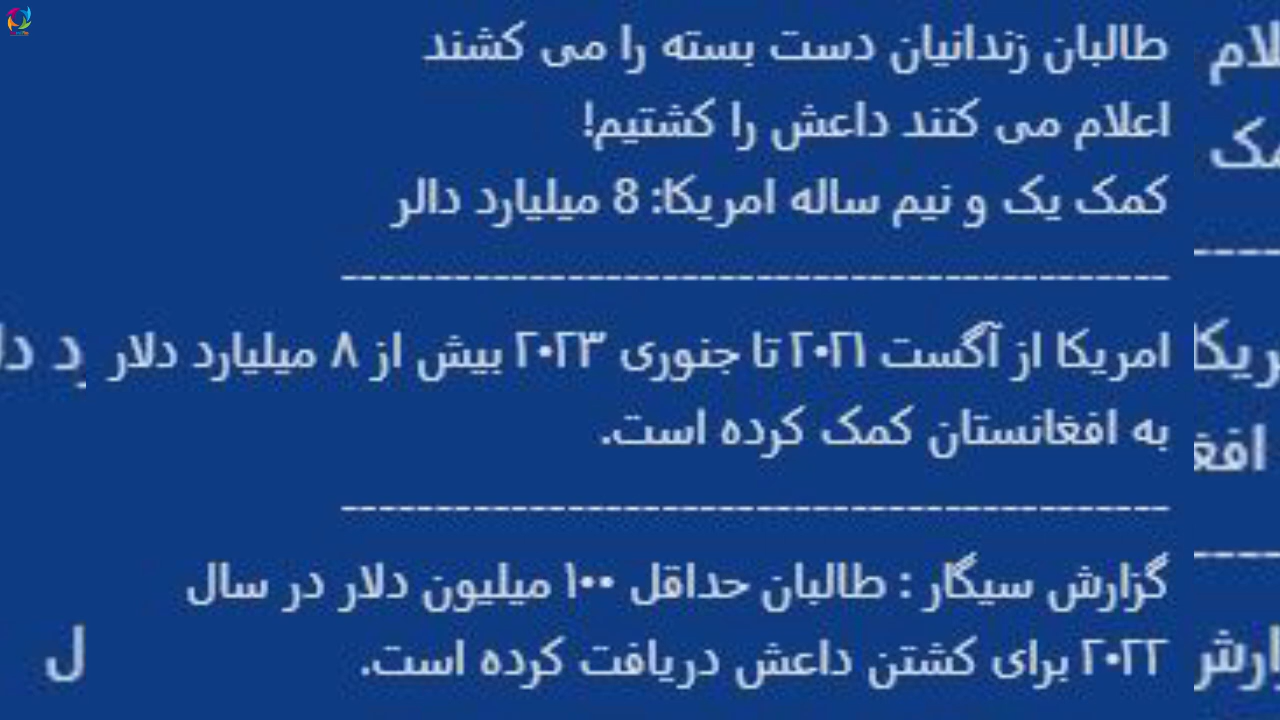 طالبان زندانیان دست بسته را می کشند
اعلام می کنند داعش را کشتیم!
کمک یک و نیم ساله امریکا: 8 میلیارد دالر
---------------------------------------------------
امریکا از آگست ۲۰۲۱ تا جنوری ۲۰۲۳ بیش از ۸ میلیارد دلار
به افغانستان کمک کرده است.
---------------------------------------------------
گزارش سیگار : طالبان حداقل ۱۰۰ میلیون دلار در سال
۲۰۲۲ برای کشتن داعش دریافت کرده است.